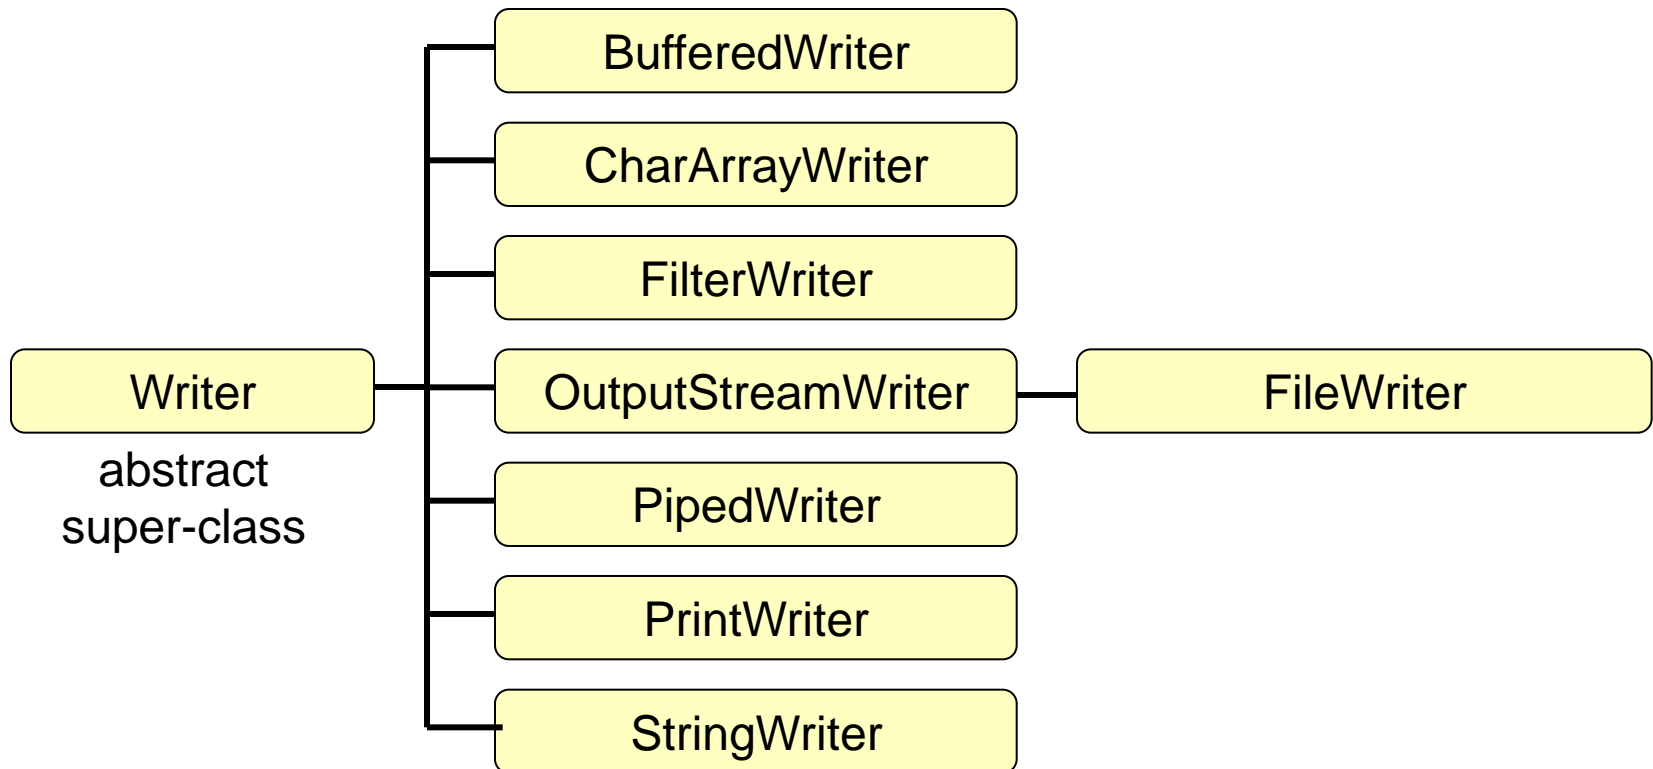 BufferedWriter
CharArrayWriter
FilterWriter
Writer
OutputStreamWriter
FileWriter
abstract
super-class
PipedWriter
PrintWriter
StringWriter